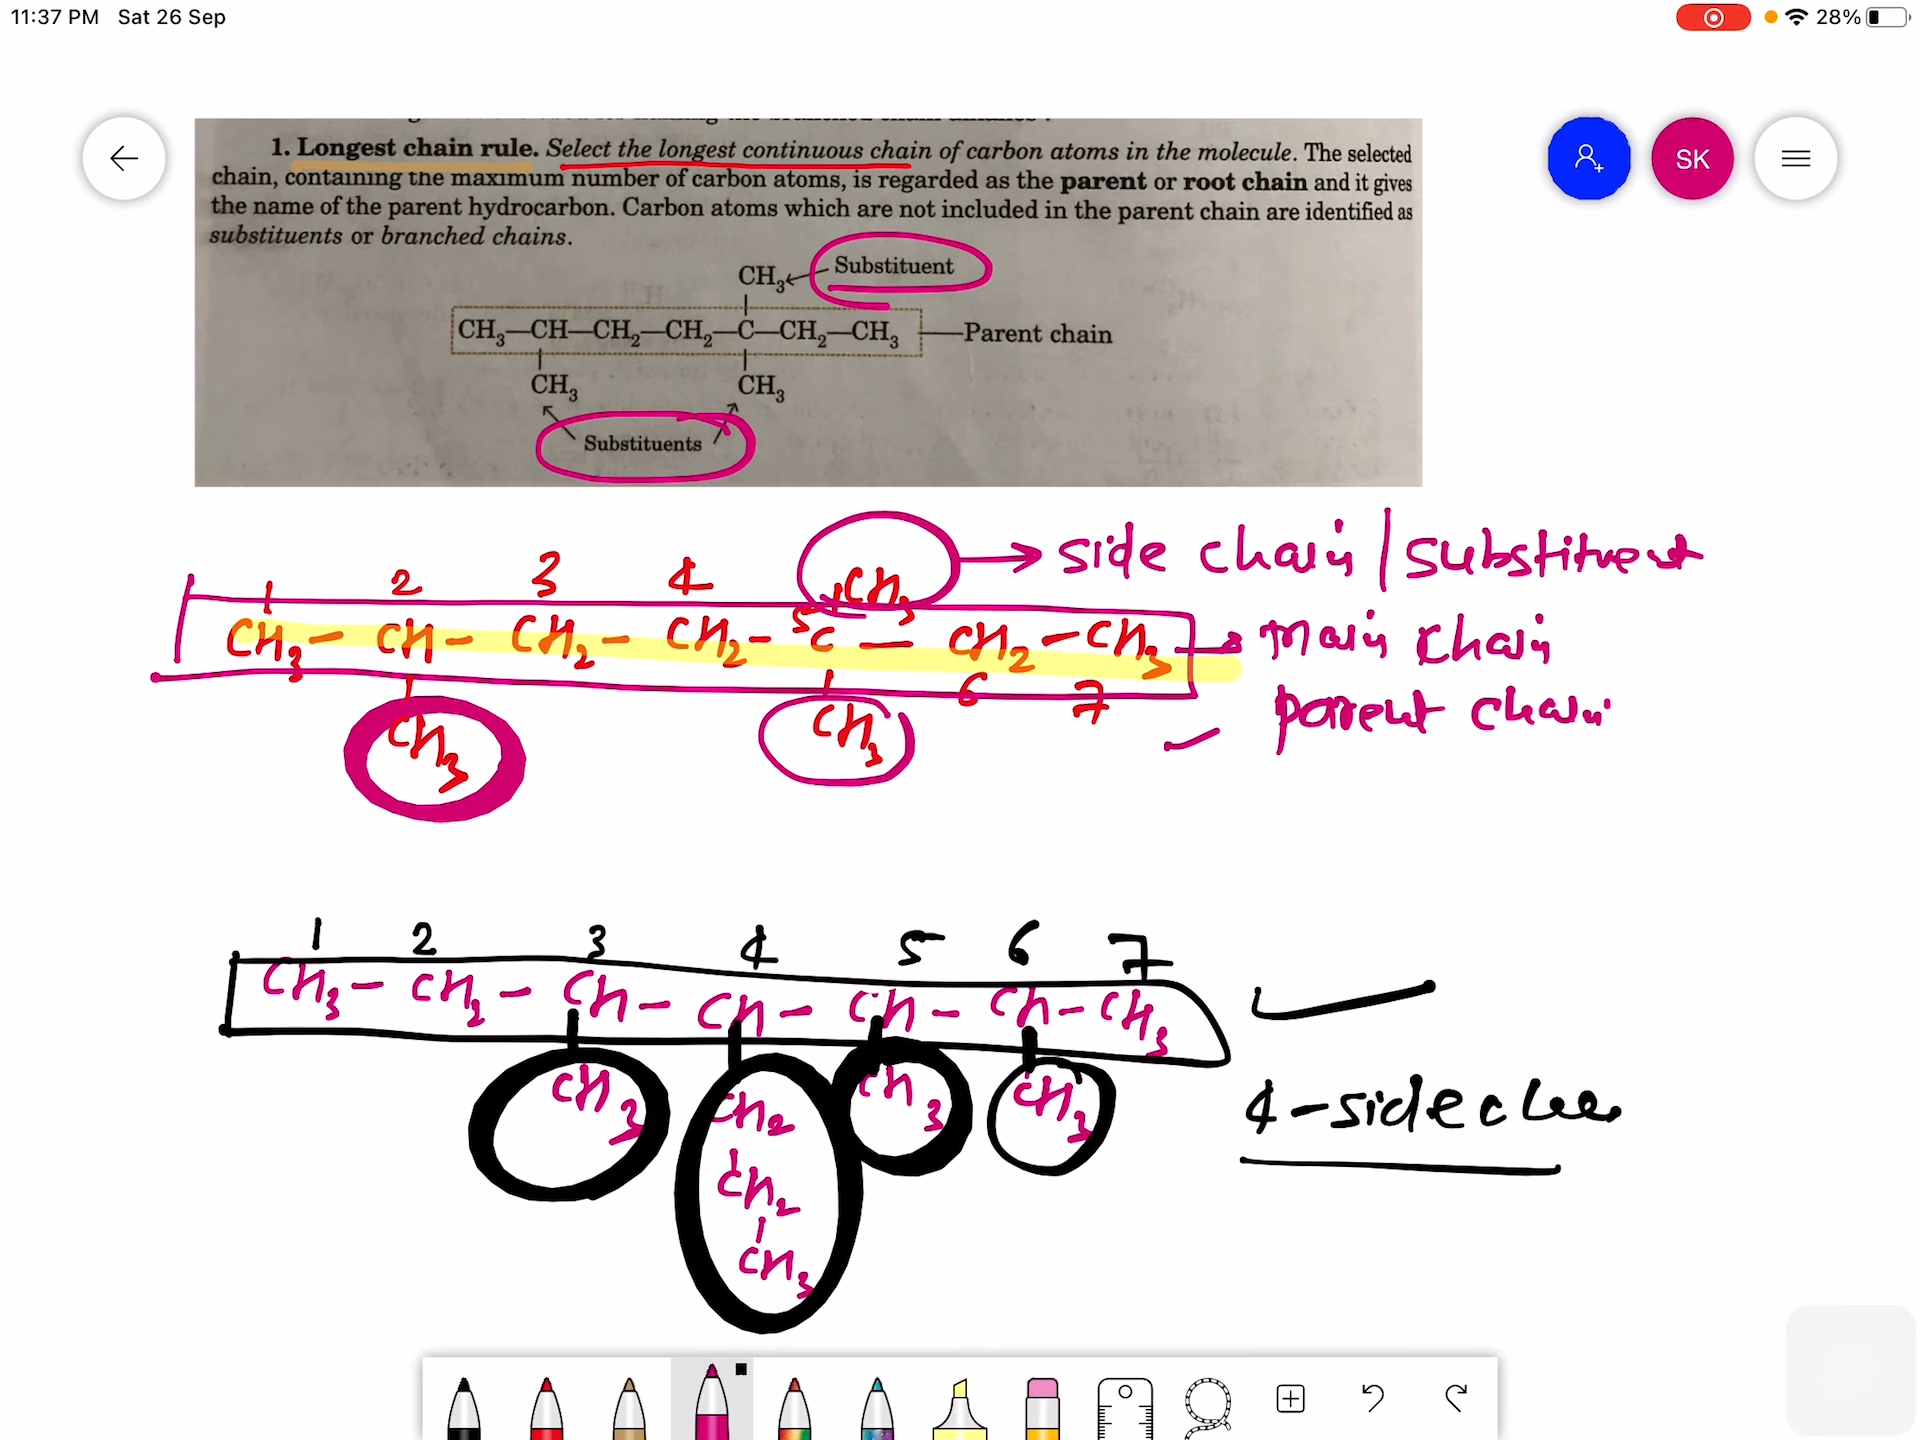 11:37 PM Sat 26 Sep
28%
SK
1. Longest chain rule. Select the longest continuous chain of carbon atoms in the molecule. The selected
chain, containing the maximum number of carbon atoms, is regarded as the parent or root chain and it gives
the name of the parent hydrocarbon. Carbon atoms which are not included in the parent chain are identified as
substituents or branched chains.
CH₃ Substituent
CH₃—CH—CH₂—CH₂—C—CH₂—CH₃ Parent chain
CH₃ CH₃
Substituents
CH₃ → side chain / substituent
1 2 3 4 5
CH₃ - CH - CH₂ - CH₂ - C - CH₂ - CH₃ → main chain
6 7
CH₃ CH₃ parent chain
1 2 3 4 5 6 7
CH₃ - CH₂ - CH - CH - CH - CH - CH₃
CH₃ CH₂ CH₃ CH₃ 4-side
CH₂
CH₃